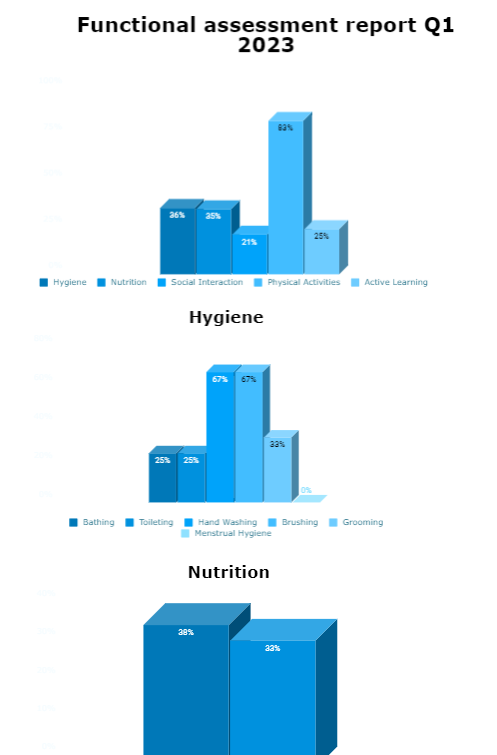 Functional assessment report Q1
2023
83%
36%
35%
21%
25%
Hygiene Nutrition Social Interaction Physical Activities Active Learning
Hygiene
67% 67%
33%
25% 25%
0%
Bathing Toileting Hand Washing Brushing Grooming
Menstrual Hygiene
Nutrition
38%
33%